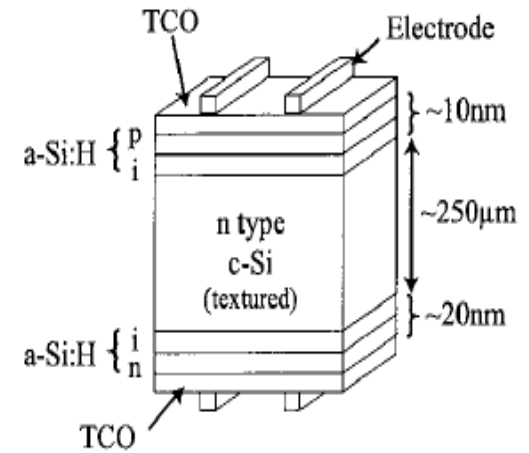 TCO
Electrode
~10nm
a-Si:H { p
i
~250µm
n type
c-Si
(textured)
~20nm
a-Si:H { i
n
TCO